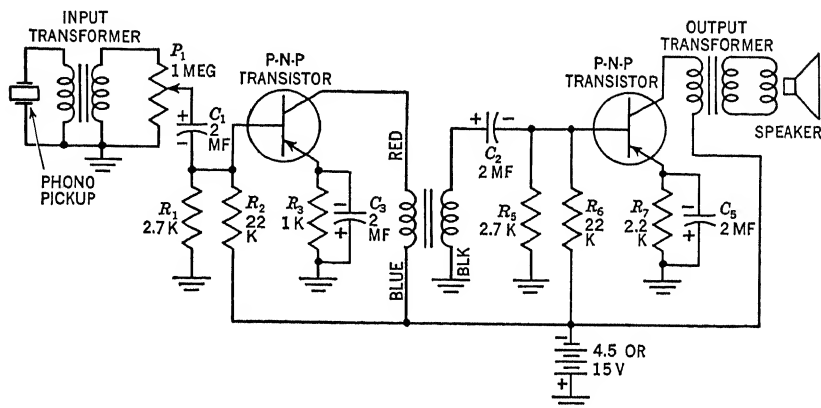 INPUT
TRANSFORMER
P₁
1 MEG
PHONO
PICKUP
C₁
+
2
MF
−
P-N-P
TRANSISTOR
R₁
2.7 K
R₂
22
K
R₃
1 K
−
C₃
2
MF
+
RED
BLUE
BLK
+
−
C₂
2 MF
P-N-P
TRANSISTOR
R₅
2.7 K
R₆
22
K
R₇
2.2
K
−
C₅
+
2 MF
OUTPUT
TRANSFORMER
SPEAKER
−
4.5 OR
15 V
+